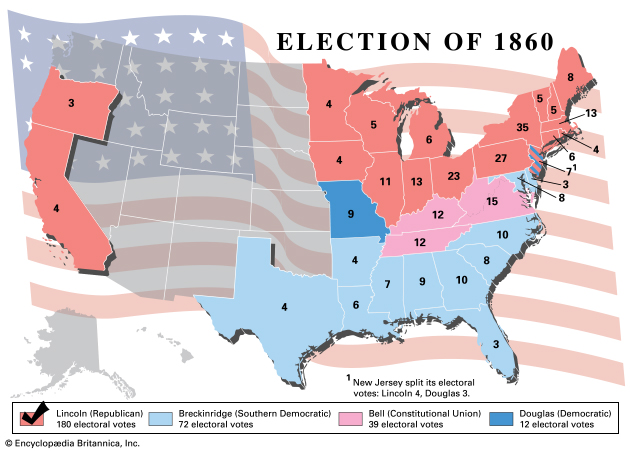 ELECTION OF 1860
8
3
5
5
4
5
13
6
35
4
4
6
27
7¹
11
13
23
3
8
4
9
12
15
12
10
4
8
7
9
10
4
6
3
¹ New Jersey split its electoral
votes: Lincoln 4, Douglas 3.
Lincoln (Republican)
180 electoral votes
Breckinridge (Southern Democratic)
72 electoral votes
Bell (Constitutional Union)
39 electoral votes
Douglas (Democratic)
12 electoral votes
© Encyclopædia Britannica, Inc.